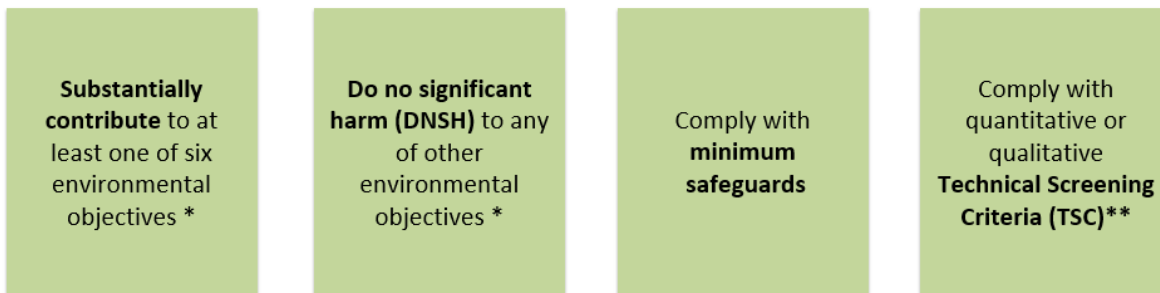 Substantially
contribute to at
least one of six
environmental
objectives *
Do no significant
harm (DNSH) to any
of other
environmental
objectives *
Comply with
minimum
safeguards
Comply with
quantitative or
qualitative
Technical Screening
Criteria (TSC)**